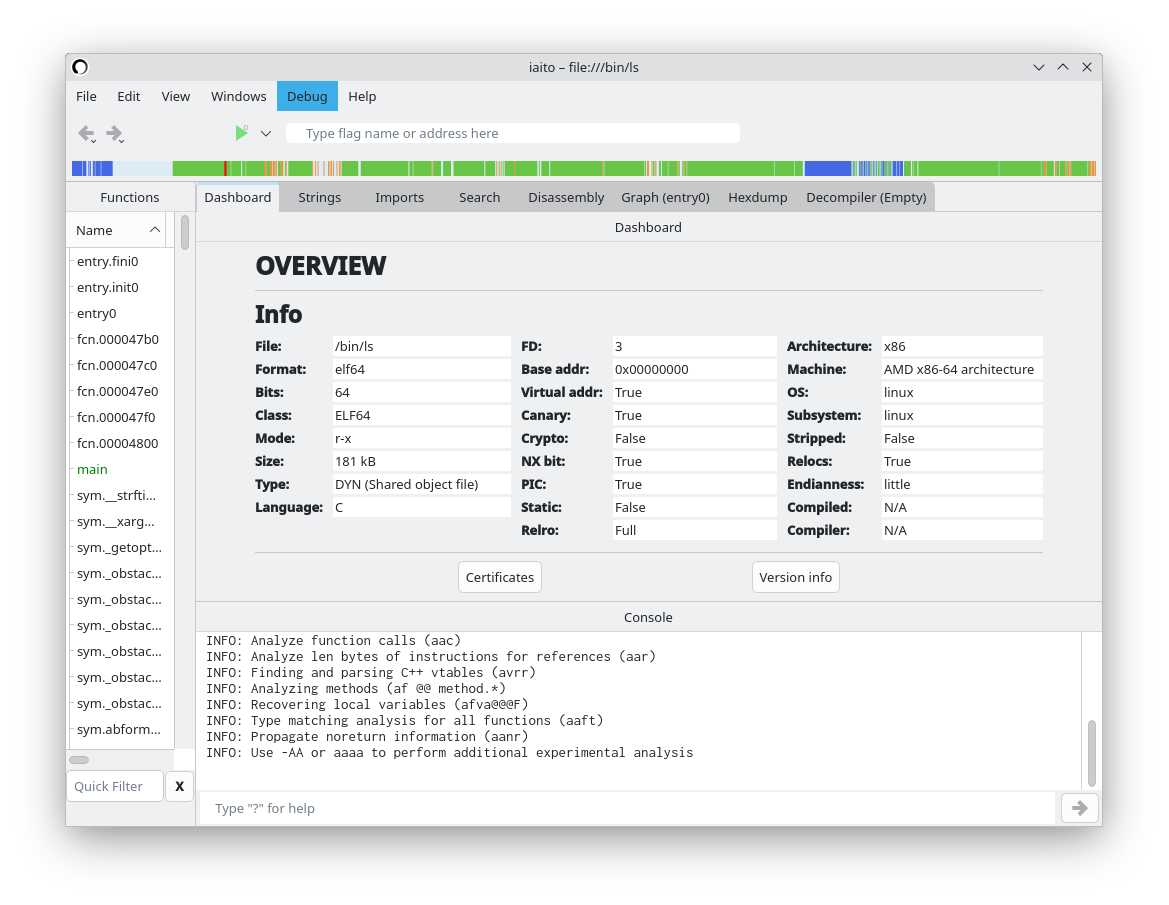 iaito – file:///bin/ls
File Edit View Windows Debug Help
Type flag name or address here
Functions
Name
entry.fini0
entry.init0
entry0
fcn.000047b0
fcn.000047c0
fcn.000047e0
fcn.000047f0
fcn.00004800
main
sym.__strfti...
sym.__xarg...
sym._getopt...
sym._obstac...
sym._obstac...
sym._obstac...
sym._obstac...
sym._obstac...
sym._obstac...
sym.abform...
Quick Filter X
Dashboard Strings Imports Search Disassembly Graph (entry0) Hexdump Decompiler (Empty)
Dashboard
OVERVIEW
Info
File: /bin/ls FD: 3 Architecture: x86
Format: elf64 Base addr: 0x00000000 Machine: AMD x86-64 architecture
Bits: 64 Virtual addr: True OS: linux
Class: ELF64 Canary: True Subsystem: linux
Mode: r-x Crypto: False Stripped: False
Size: 181 kB NX bit: True Relocs: True
Type: DYN (Shared object file) PIC: True Endianness: little
Language: C Static: False Compiled: N/A
Relro: Full Compiler: N/A
Certificates Version info
Console
INFO: Analyze function calls (aac)
INFO: Analyze len bytes of instructions for references (aar)
INFO: Finding and parsing C++ vtables (avrr)
INFO: Analyzing methods (af @@ method.*)
INFO: Recovering local variables (afva@@@F)
INFO: Type matching analysis for all functions (aaft)
INFO: Propagate noreturn information (aanr)
INFO: Use -AA or aaaa to perform additional experimental analysis
Type "?" for help